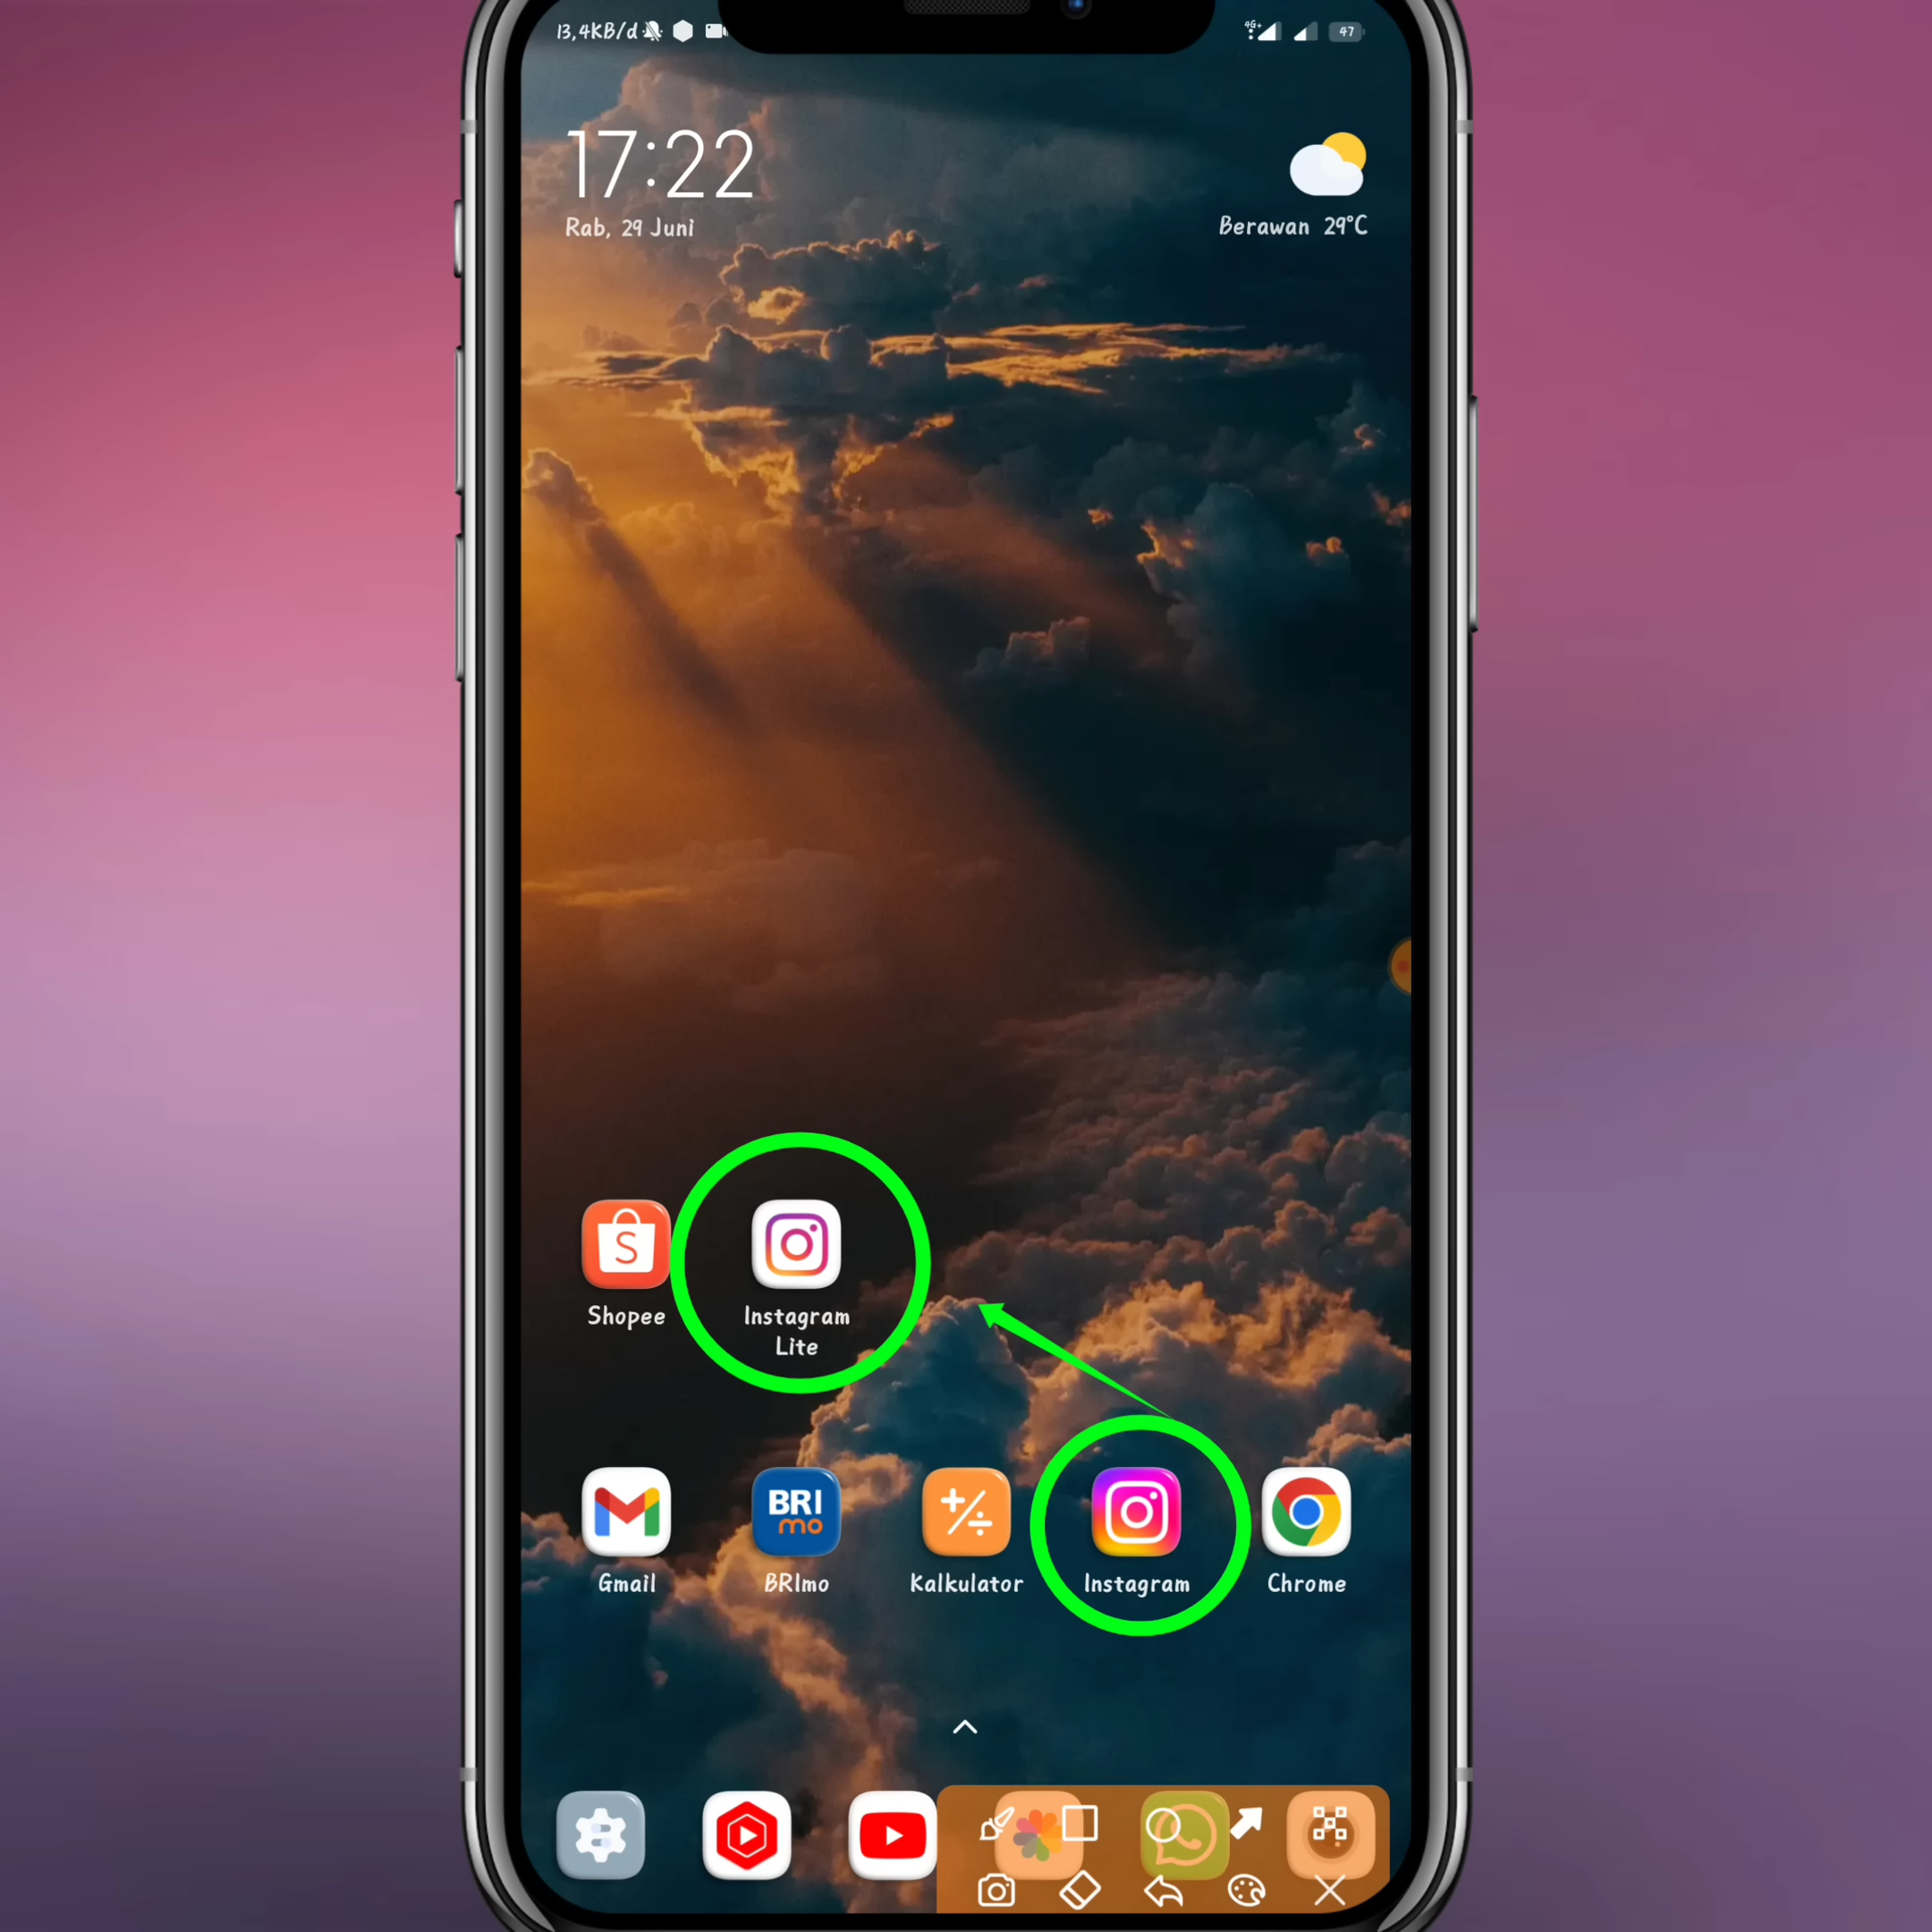 13,4KB/d
4G+
47
17:22
Rab, 29 Juni
Berawan 29°C
S
Shopee
Instagram
Lite
BRI
mo
Gmail
BRImo
Kalkulator
Instagram
Chrome